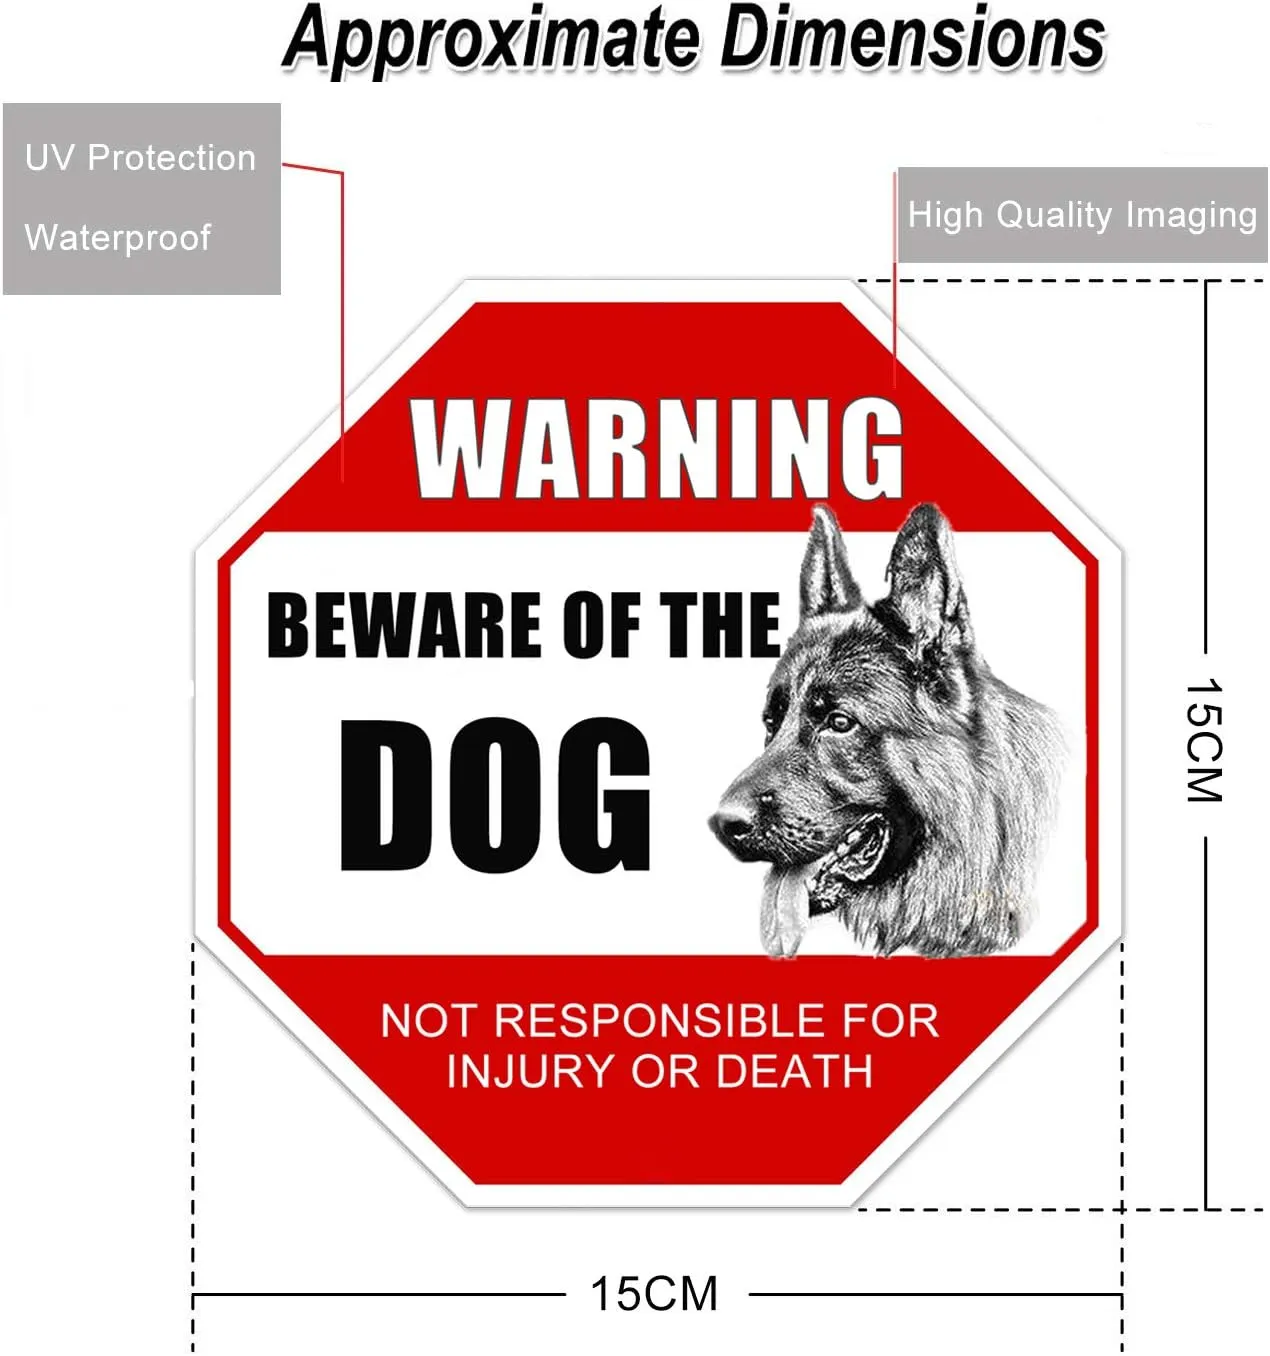 Approximate Dimensions
UV Protection
Waterproof
High Quality Imaging
WARNING
BEWARE OF THE
DOG
NOT RESPONSIBLE FOR
INJURY OR DEATH
15CM
15CM